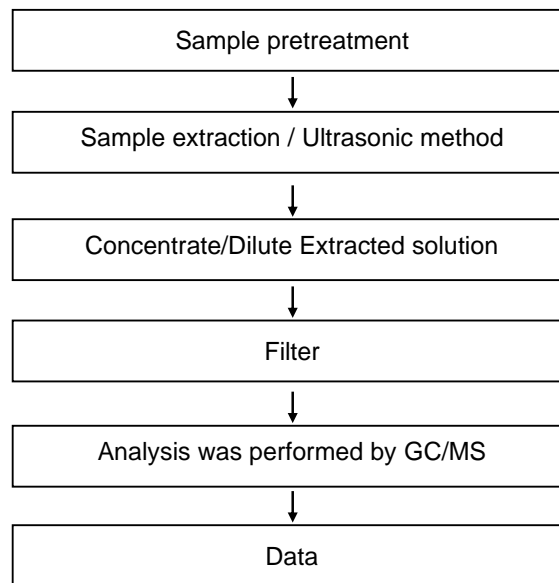 Sample pretreatment
Sample extraction / Ultrasonic method
Concentrate/Dilute Extracted solution
Filter
Analysis was performed by GC/MS
Data